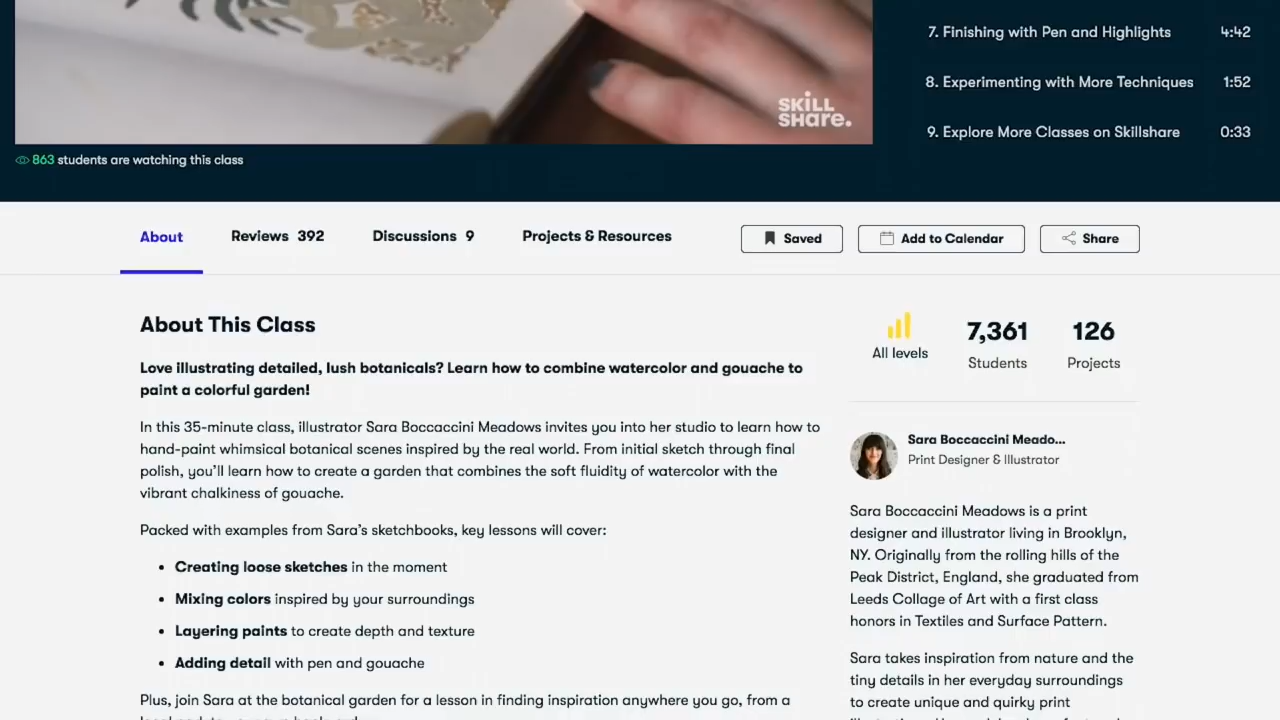 7. Finishing with Pen and Highlights 4:42
8. Experimenting with More Techniques 1:52
9. Explore More Classes on Skillshare 0:33
SKILL
SHARE.
863 students are watching this class
About Reviews 392 Discussions 9 Projects & Resources Saved Add to Calendar Share
About This Class
Love illustrating detailed, lush botanicals? Learn how to combine watercolor and gouache to
paint a colorful garden!
In this 35-minute class, illustrator Sara Boccaccini Meadows invites you into her studio to learn how to
hand-paint whimsical botanical scenes inspired by the real world. From initial sketch through final
polish, you'll learn how to create a garden that combines the soft fluidity of watercolor with the
vibrant chalkiness of gouache.
Packed with examples from Sara's sketchbooks, key lessons will cover:
• Creating loose sketches in the moment
• Mixing colors inspired by your surroundings
• Layering paints to create depth and texture
• Adding detail with pen and gouache
Plus, join Sara at the botanical garden for a lesson in finding inspiration anywhere you go, from a
All levels
7,361
Students
126
Projects
Sara Boccaccini Meado...
Print Designer & Illustrator
Sara Boccaccini Meadows is a print
designer and illustrator living in Brooklyn,
NY. Originally from the rolling hills of the
Peak District, England, she graduated from
Leeds Collage of Art with a first class
honors in Textiles and Surface Pattern.
Sara takes inspiration from nature and the
tiny details in her everyday surroundings
to create unique and quirky print